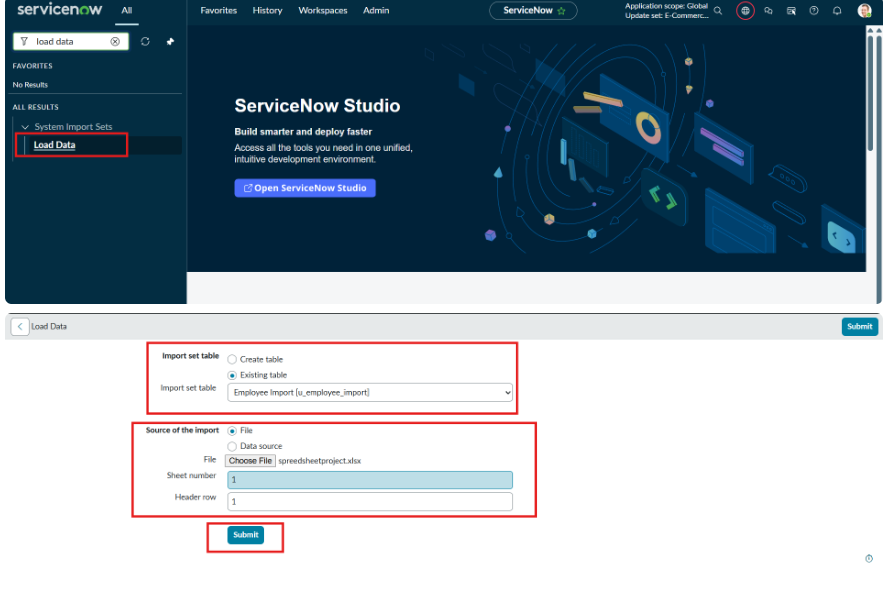 servicenow All Favorites History Workspaces Admin ServiceNow ☆ Application scope: Global
Update set: E-Commerc...
load data
FAVORITES
No Results
ALL RESULTS
System Import Sets
Load Data
ServiceNow Studio
Build smarter and deploy faster
Access all the tools you need in one unified,
intuitive development environment.
Open ServiceNow Studio
Load Data Submit
Import set table Create table
Existing table
Import set table Employee Import [u_employee_import]
Source of the import File
Data source
File Choose File spreedsheetproject.xlsx
Sheet number 1
Header row 1
Submit